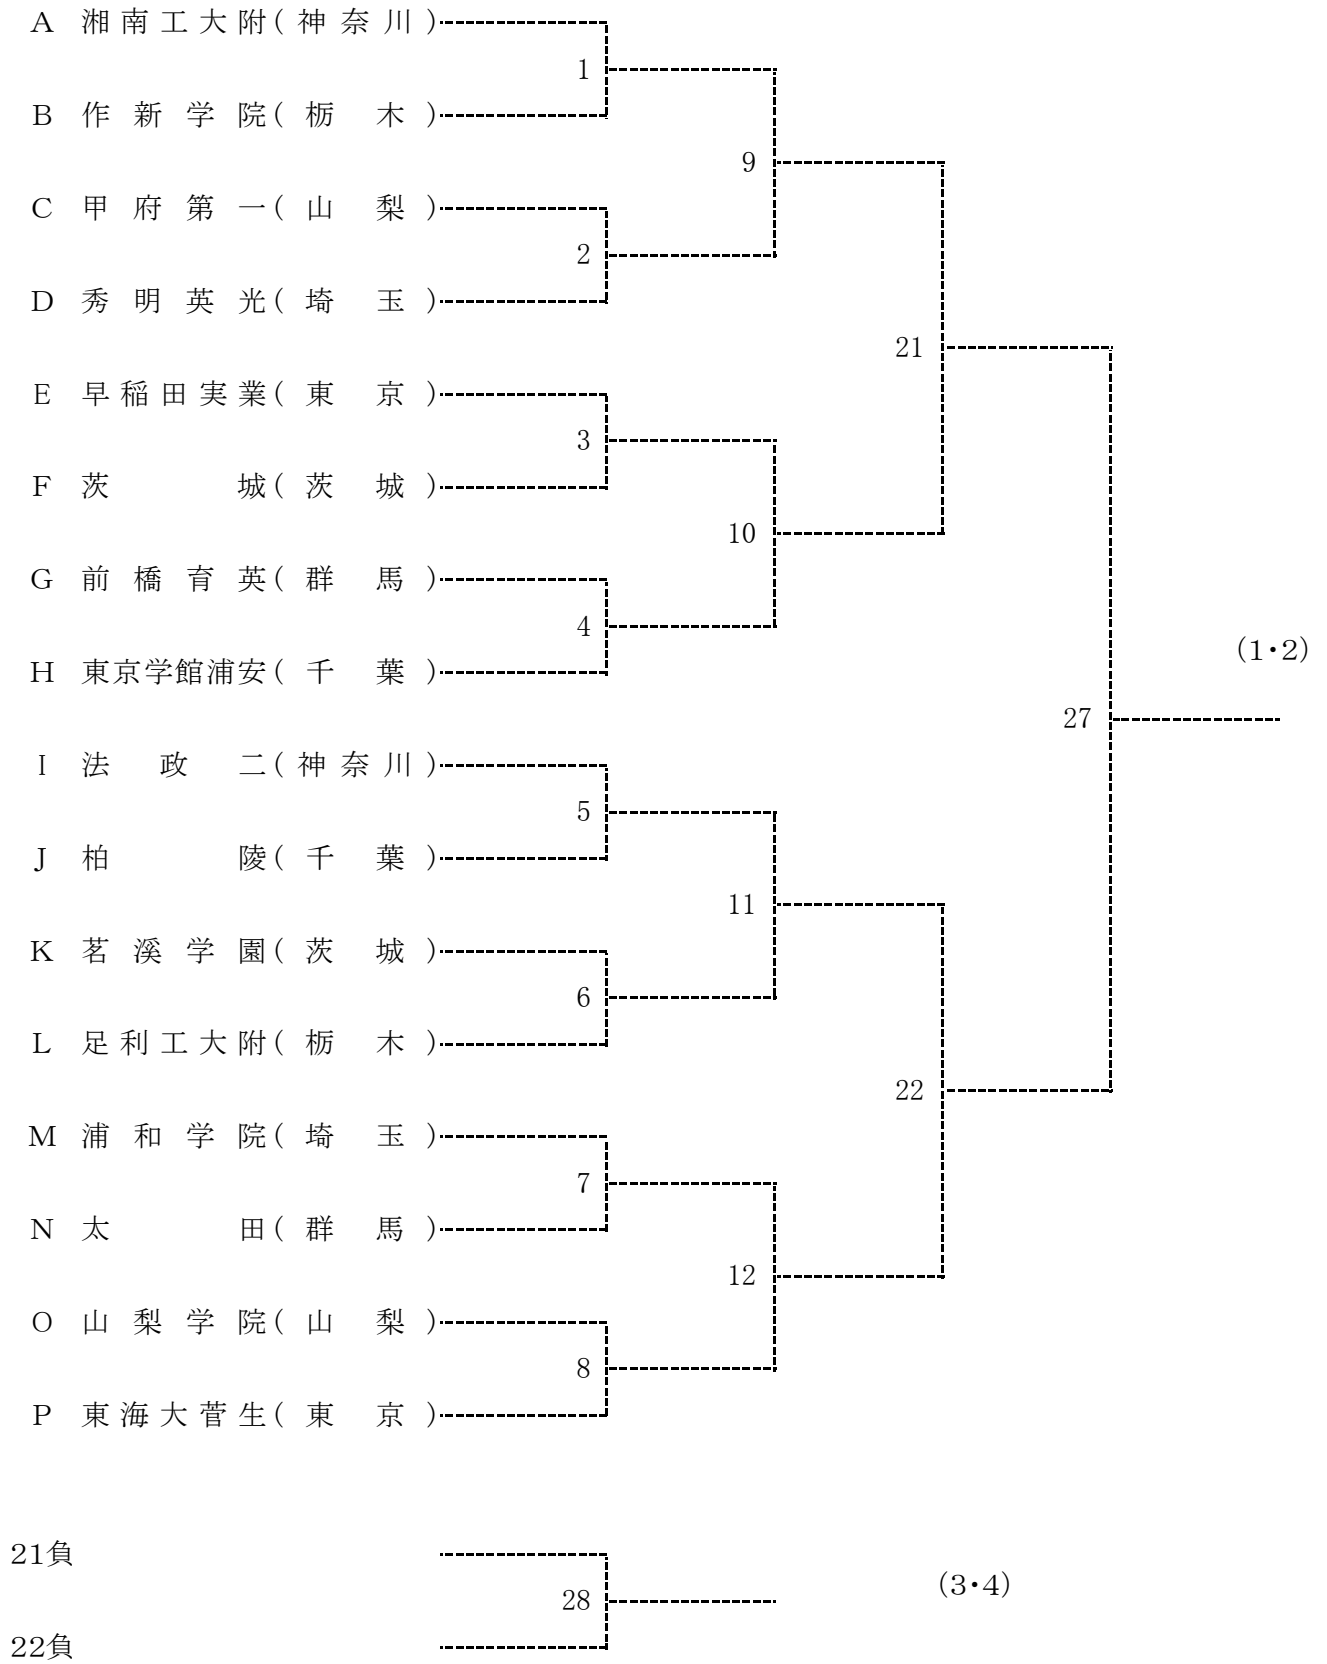 A 湘南工大附(神奈川)
1
B 作新学院(栃木)
9
C 甲府第一(山梨)
2
D 秀明英光(埼玉)
21
E 早稲田実業(東京)
3
F 茨城(茨城)
10
G 前橋育英(群馬)
4
(1・2)
H 東京学館浦安(千葉)
27
I 法政二(神奈川)
5
J 柏陵(千葉)
11
K 茗溪学園(茨城)
6
L 足利工大附(栃木)
22
M 浦和学院(埼玉)
7
N 太田(群馬)
12
O 山梨学院(山梨)
8
P 東海大菅生(東京)
21負
28
(3・4)
22負